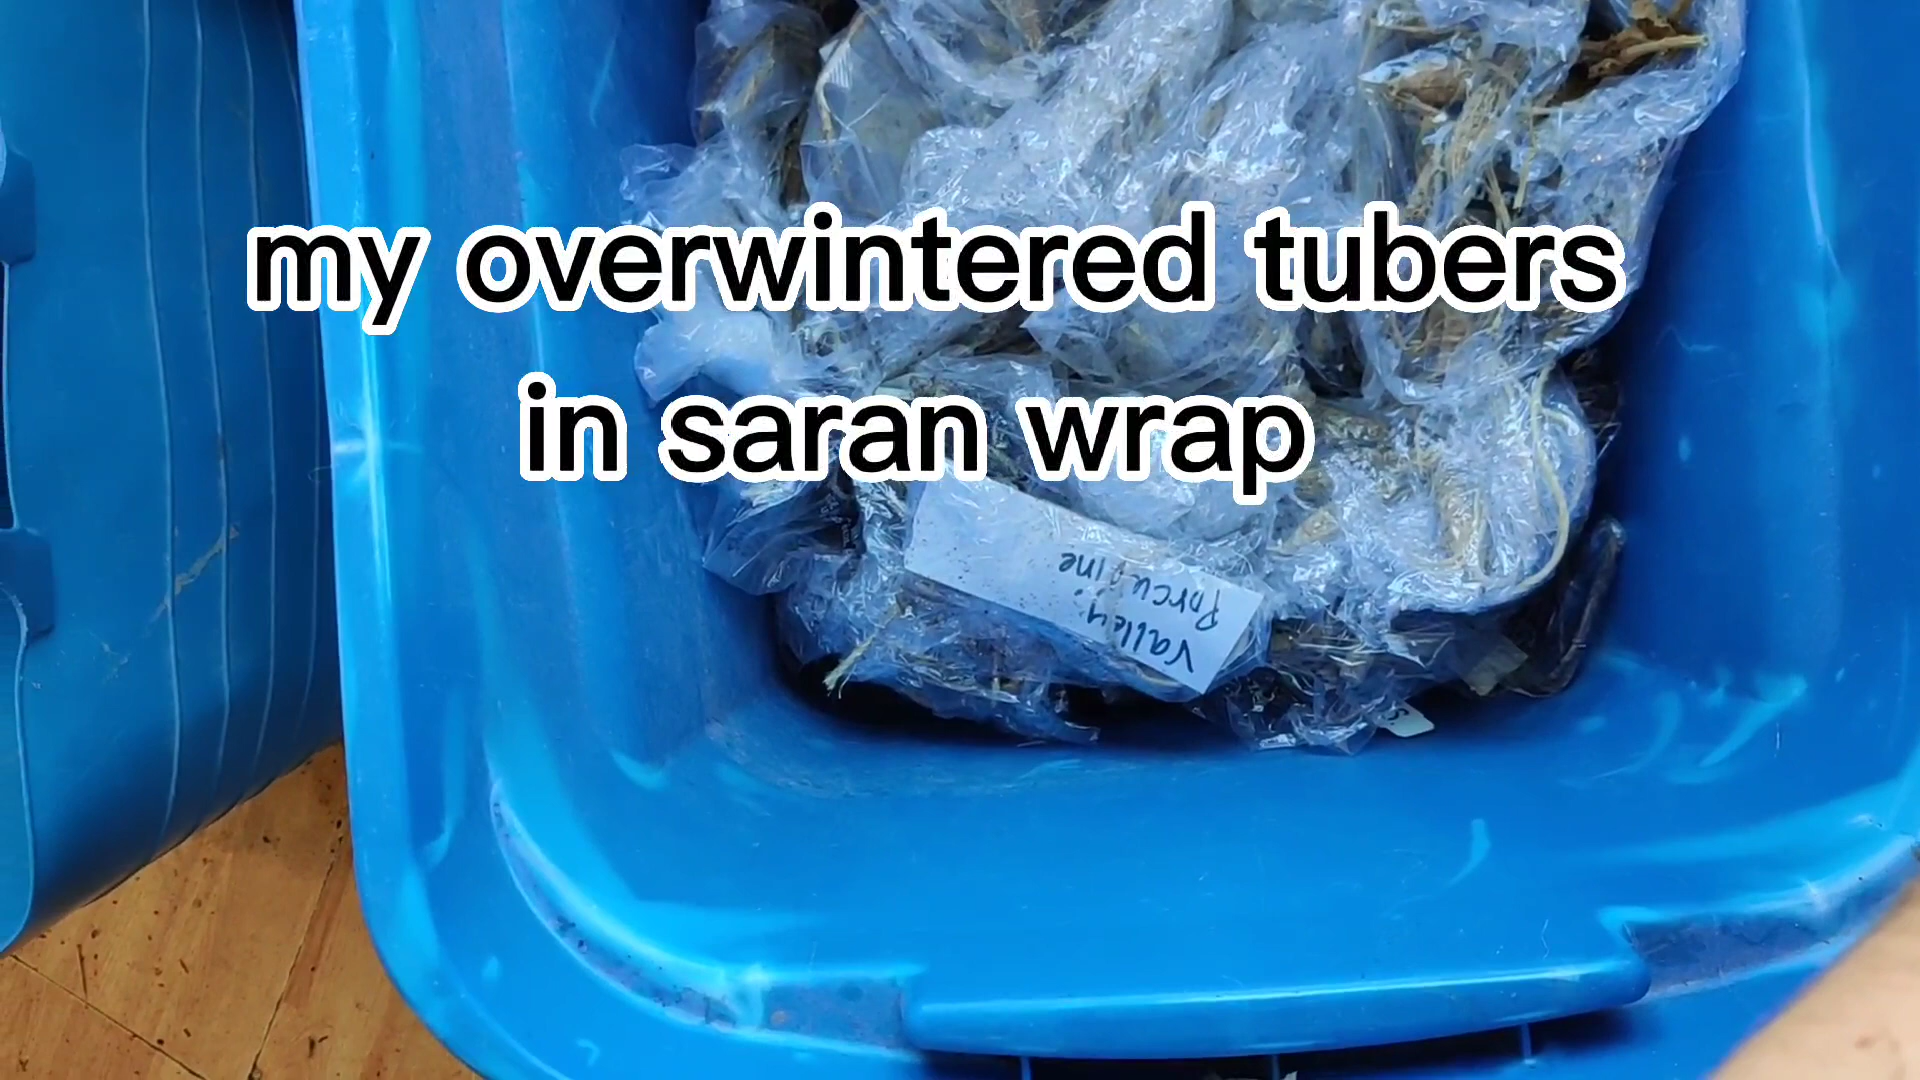 my overwintered tubers
in saran wrap
Valley
Porcupine